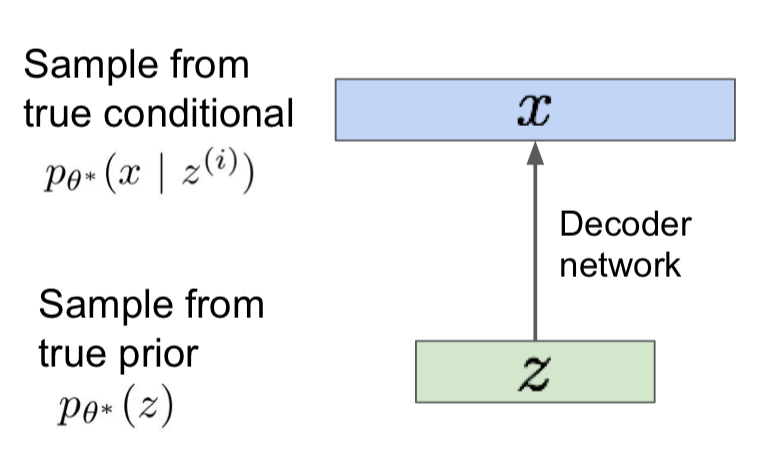 Sample from
true conditional
pθ*(x | z⁽ⁱ⁾)
x
Decoder
network
Sample from
true prior
pθ*(z)
z